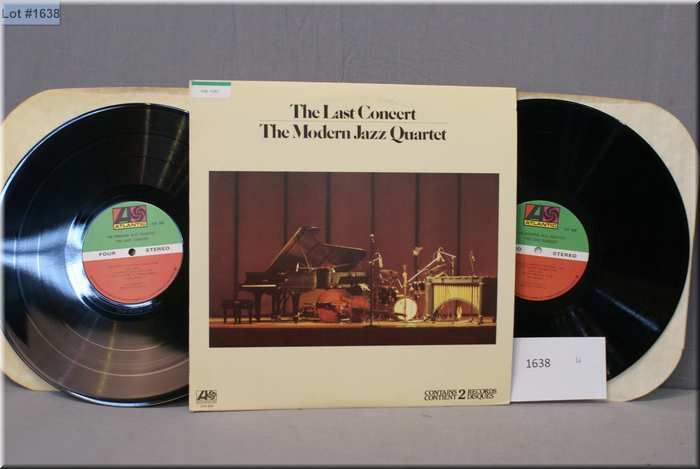 Lot #1638
The Last Concert
The Modern Jazz Quartet
ATLANTIC
FOUR STEREO
ATLANTIC
STEREO
CONTAINS 2 RECORDS
CONTIENT DISQUES
1638